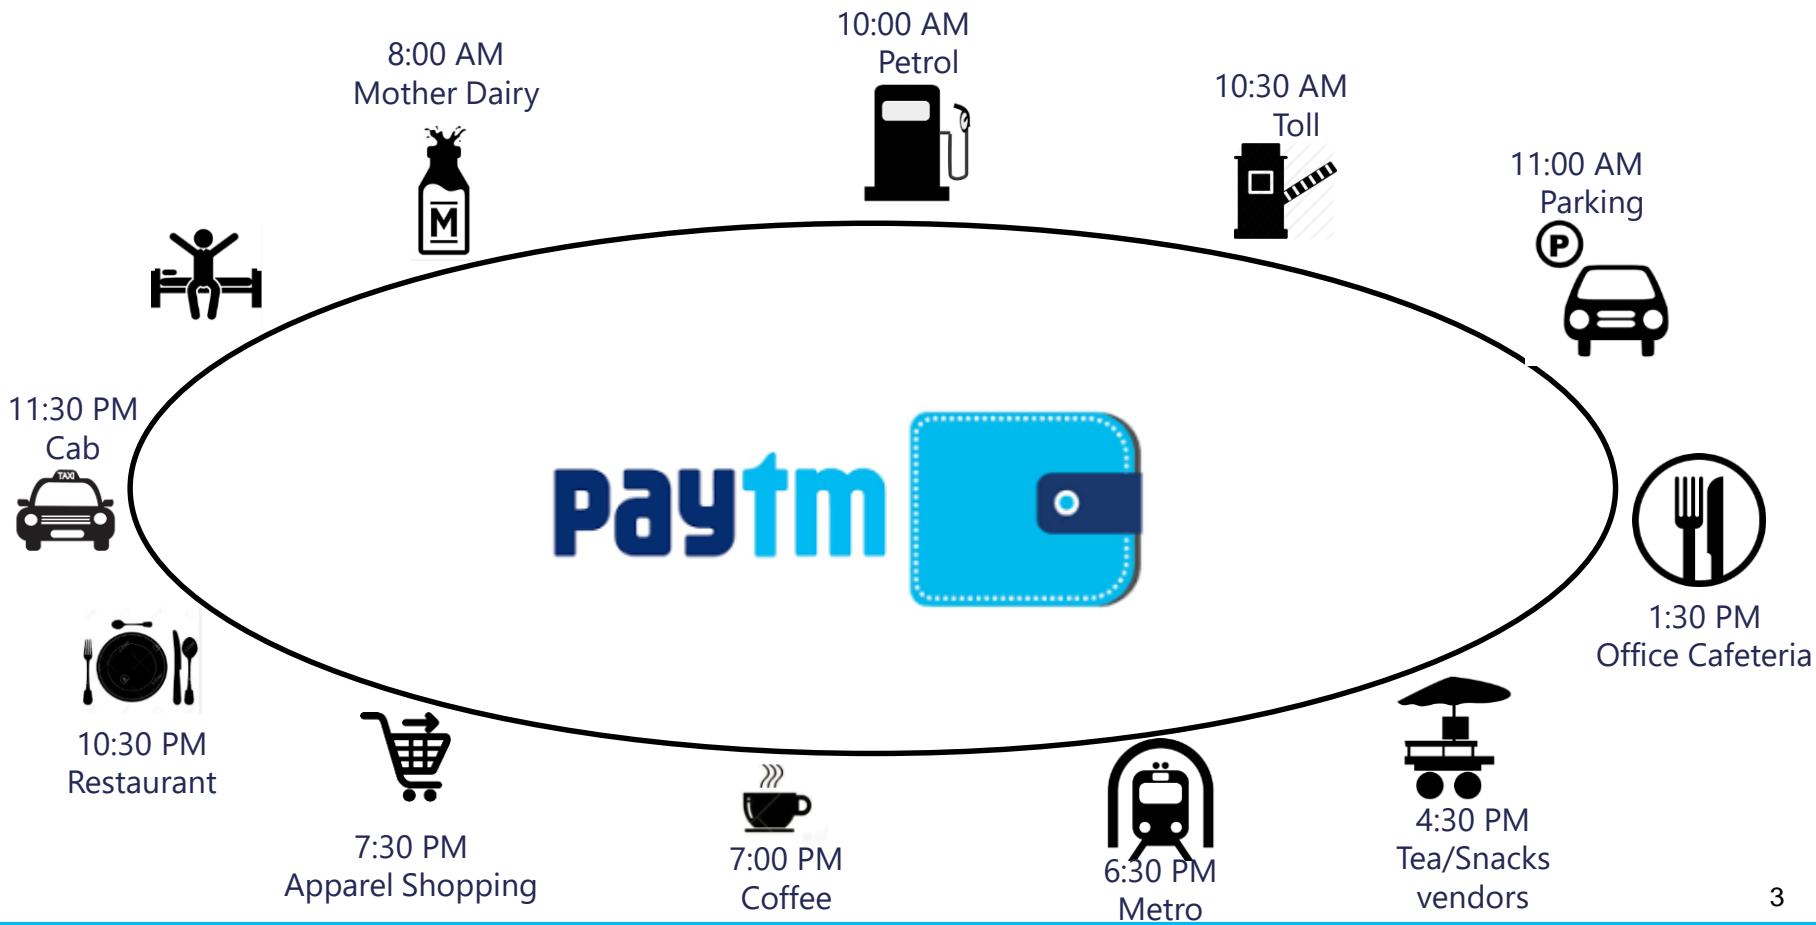 8:00 AM
Mother Dairy
10:00 AM
Petrol
10:30 AM
Toll
11:00 AM
Parking
P
M
11:30 PM
Cab
TAXI
paytm
1:30 PM
Office Cafeteria
10:30 PM
Restaurant
7:30 PM
Apparel Shopping
7:00 PM
Coffee
6:30 PM
Metro
4:30 PM
Tea/Snacks
vendors
3